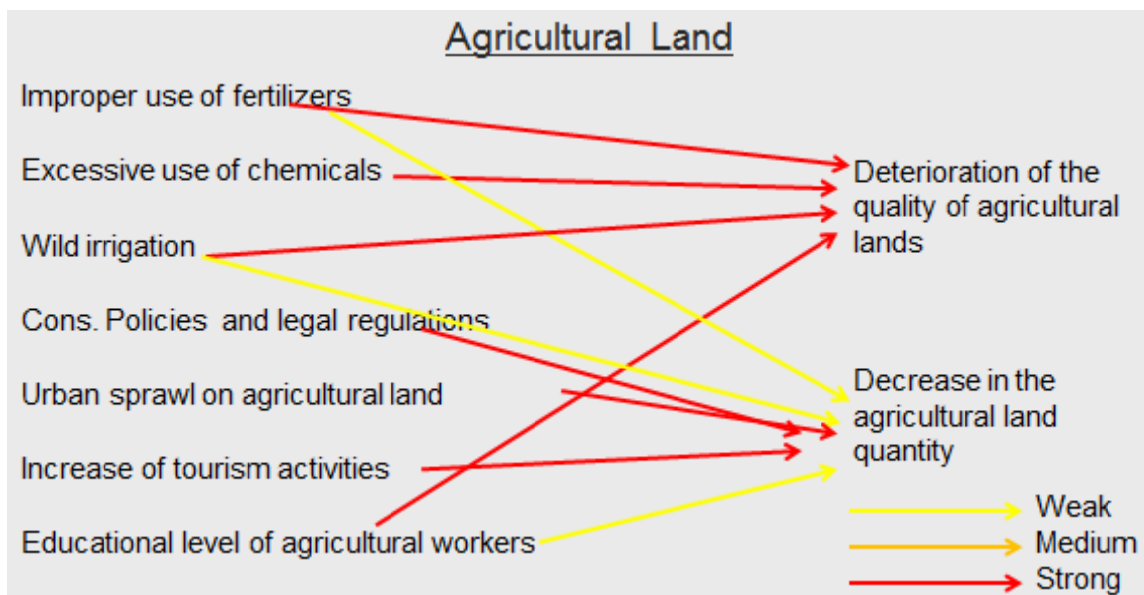 Agricultural Land
Improper use of fertilizers
Excessive use of chemicals
Wild irrigation
Cons. Policies and legal regulations
Urban sprawl on agricultural land
Increase of tourism activities
Educational level of agricultural workers
Deterioration of the
quality of agricultural
lands
Decrease in the
agricultural land
quantity
Weak
Medium
Strong